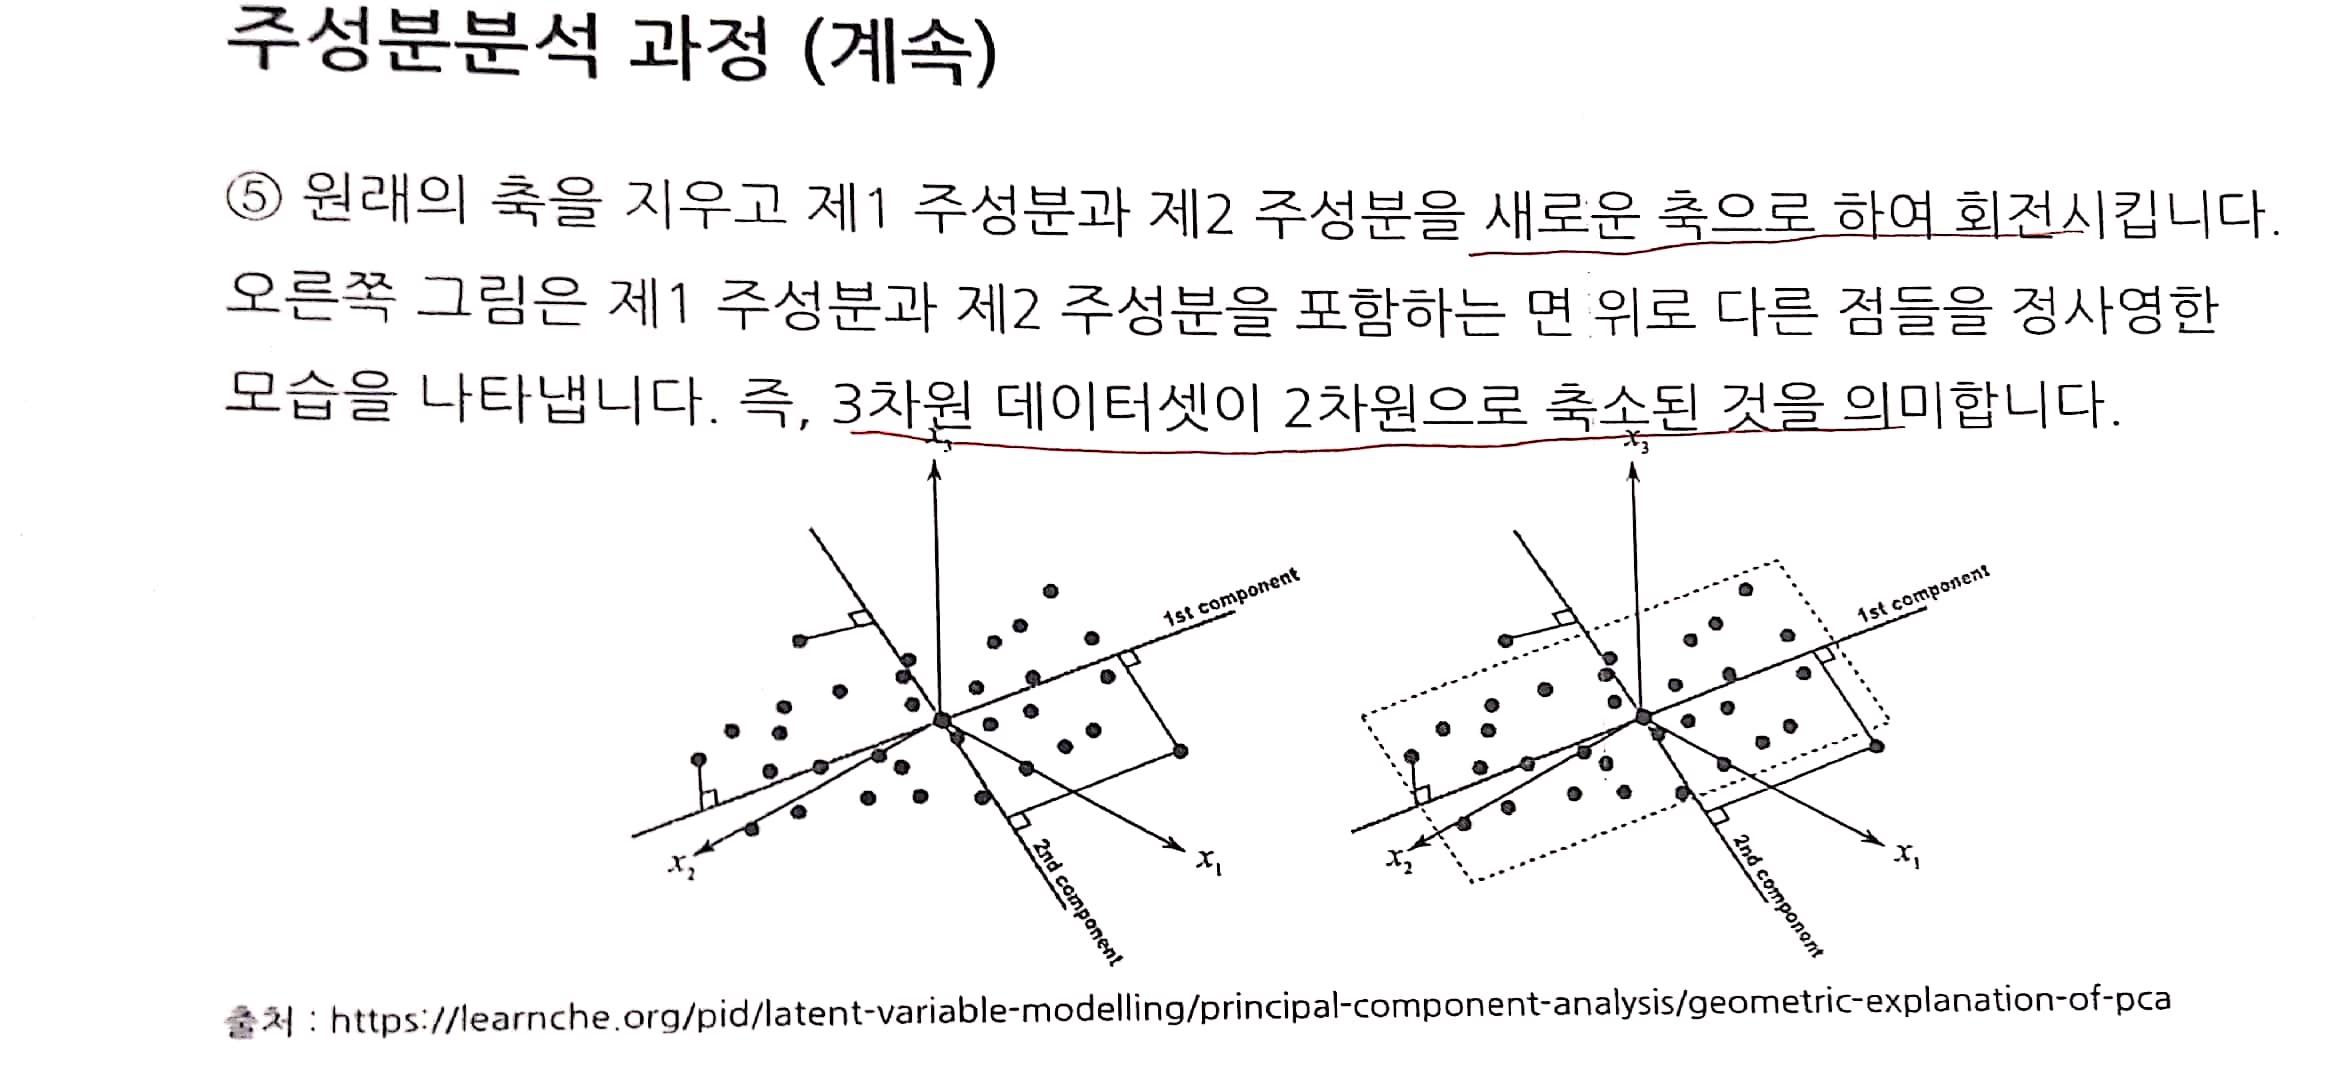 주성분분석 과정 (계속)
⑤ 원래의 축을 지우고 제1 주성분과 제2 주성분을 새로운 축으로 하여 회전시킵니다.
오른쪽 그림은 제1 주성분과 제2 주성분을 포함하는 면 위로 다른 점들을 정사영한
모습을 나타냅니다. 즉, 3차원 데이터셋이 2차원으로 축소된 것을 의미합니다.
x₃
1st component
x₂
x₁
2nd component
x₃
1st component
x₂
x₁
2nd component
출처 : https://learnche.org/pid/latent-variable-modelling/principal-component-analysis/geometric-explanation-of-pca